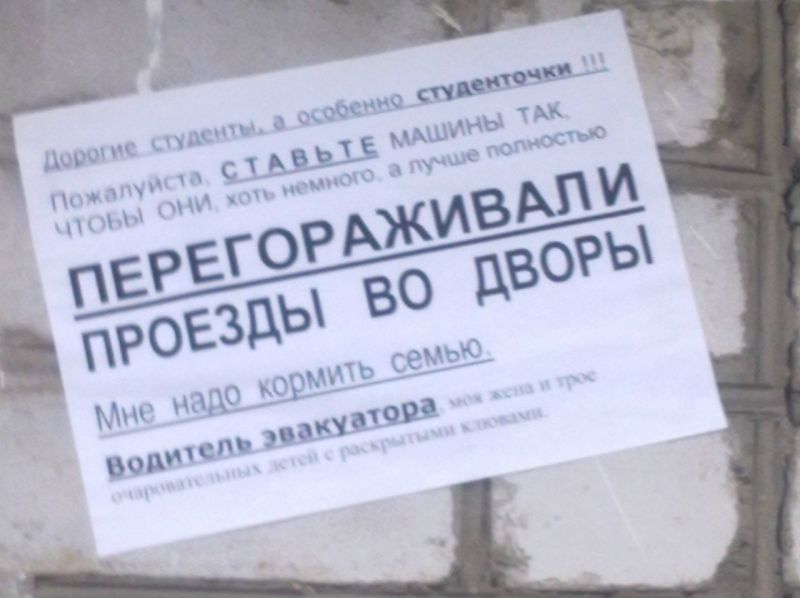 Дорогие студенты, а особенно студенточки !!!
Пожалуйста, СТАВЬТЕ МАШИНЫ ТАК,
ЧТОБЫ ОНИ, хоть немного, а лучше полностью
ПЕРЕГОРАЖИВАЛИ
ПРОЕЗДЫ ВО ДВОРЫ
Мне надо кормить семью.
Водитель эвакуатора, моя жена и трое
очаровательных детей с раскрытыми клювами.